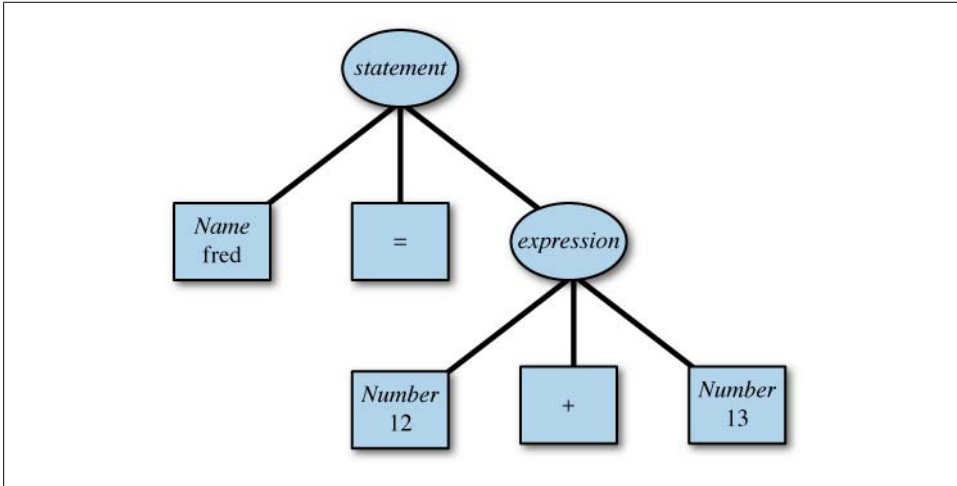 statement
Name
fred
=
expression
Number
12
+
Number
13